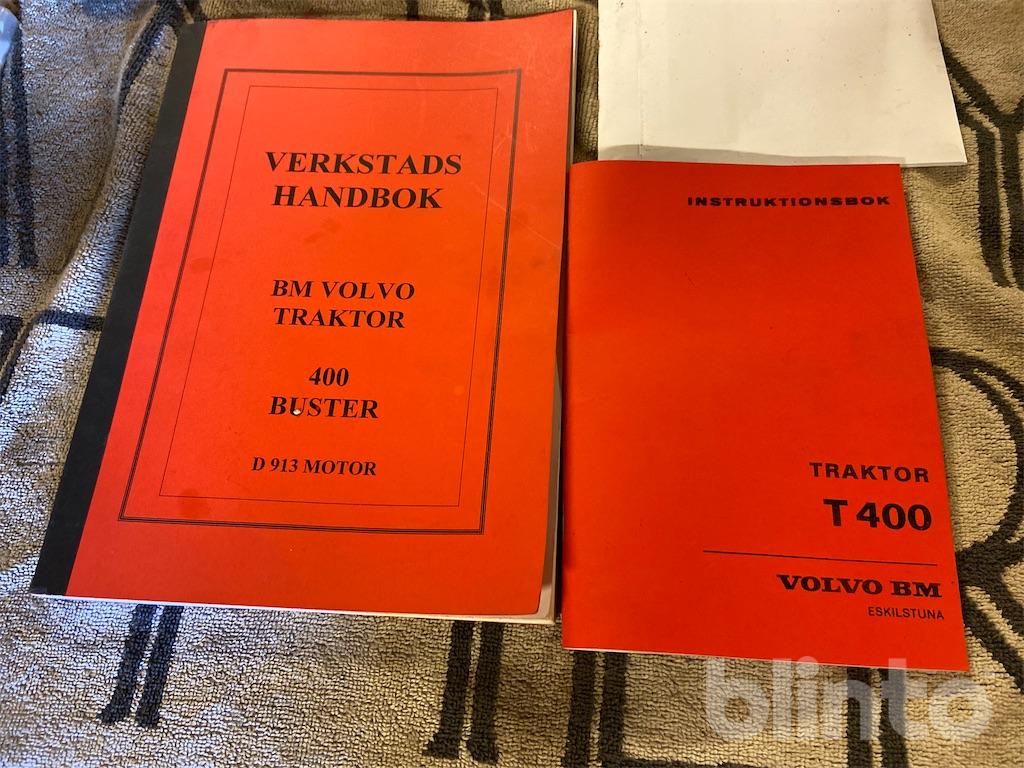 VERKSTADS
HANDBOK
BM VOLVO
TRAKTOR
400
BUSTER
D 913 MOTOR
INSTRUKTIONSBOK
TRAKTOR
T 400
VOLVO BM
ESKILSTUNA
blinto